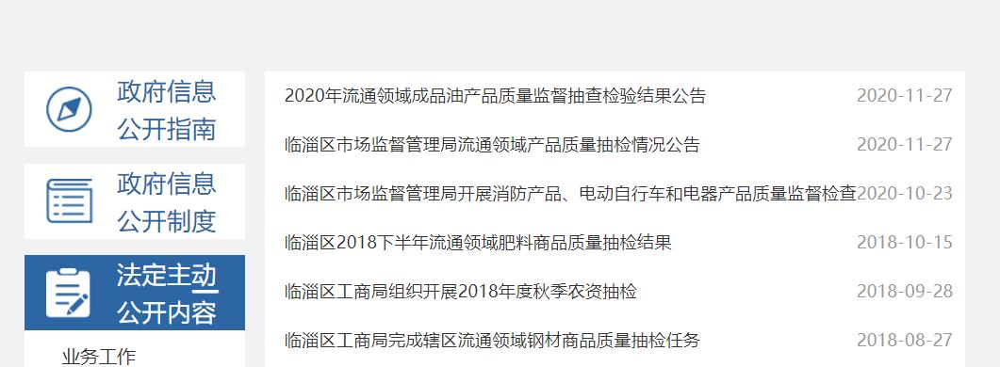 政府信息
公开指南
政府信息
公开制度
法定主动
公开内容
业务工作
2020年流通领域成品油产品质量监督抽查检验结果公告 2020-11-27
临淄区市场监督管理局流通领域产品质量抽检情况公告 2020-11-27
临淄区市场监督管理局开展消防产品、电动自行车和电器产品质量监督检查 2020-10-23
临淄区2018下半年流通领域肥料商品质量抽检结果 2018-10-15
临淄区工商局组织开展2018年度秋季农资抽检 2018-09-28
临淄区工商局完成辖区流通领域钢材商品质量抽检任务 2018-08-27